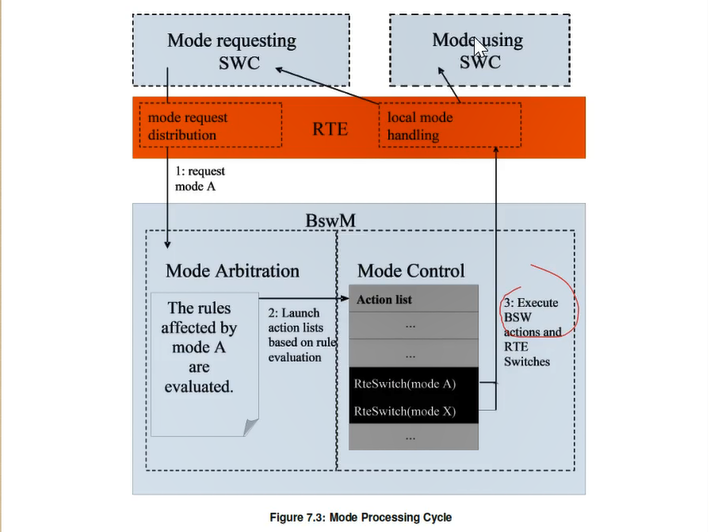 Mode requesting
SWC
Mode using
SWC
mode request
distribution
RTE
local mode
handling
1: request
mode A
BswM
Mode Arbitration
The rules
affected by
mode A
are
evaluated.
2: Launch
action lists
based on rule
evaluation
Mode Control
Action list
...
...
RteSwitch(mode A)
RteSwitch(mode X)
...
3: Execute
BSW
actions and
RTE
Switches
Figure 7.3: Mode Processing Cycle